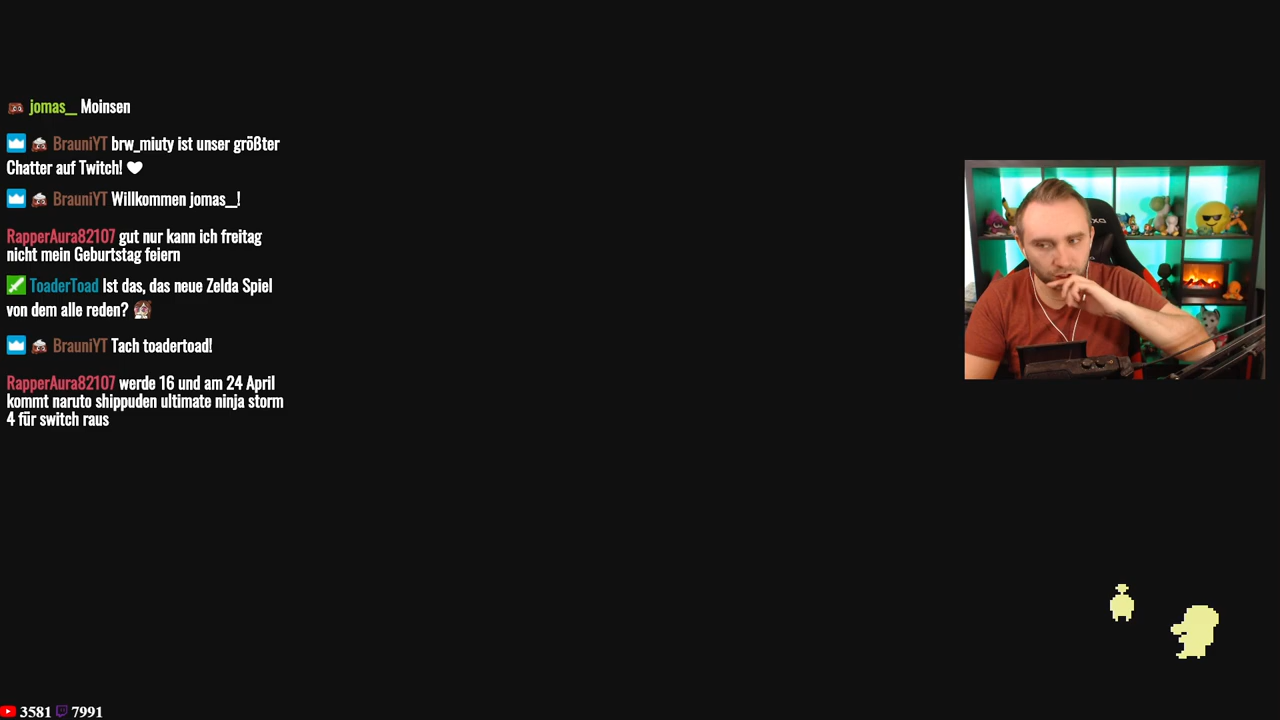 jomas__ Moinsen
BrauniYT brw_miuty ist unser größter
Chatter auf Twitch!
BrauniYT Willkommen jomas__!
RapperAura82107 gut nur kann ich freitag
nicht mein Geburtstag feiern
ToaderToad Ist das, das neue Zelda Spiel
von dem alle reden?
BrauniYT Tach toadertoad!
RapperAura82107 werde 16 und am 24 April
kommt naruto shippuden ultimate ninja storm
4 für switch raus
3581 7991